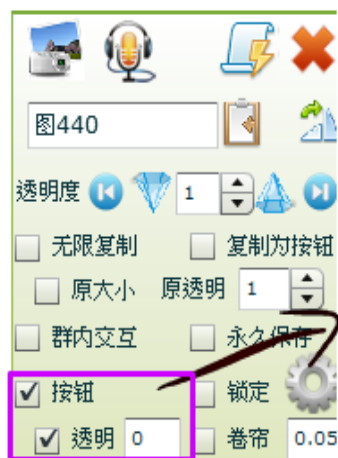 图440
透明度 1
无限复制 复制为按钮
原大小 原透明 1
群内交互 永久保存
按钮 锁定
透明 0 卷帘 0.05